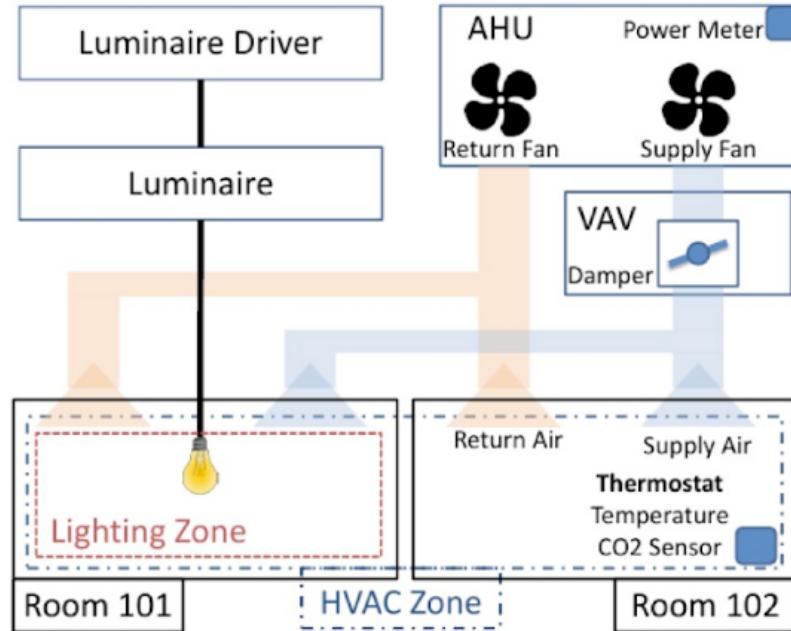 Luminaire Driver
Luminaire
AHU
Power Meter
Return Fan
Supply Fan
VAV
Damper
Return Air
Supply Air
Thermostat
Temperature
CO2 Sensor
Lighting Zone
Room 101
HVAC Zone
Room 102